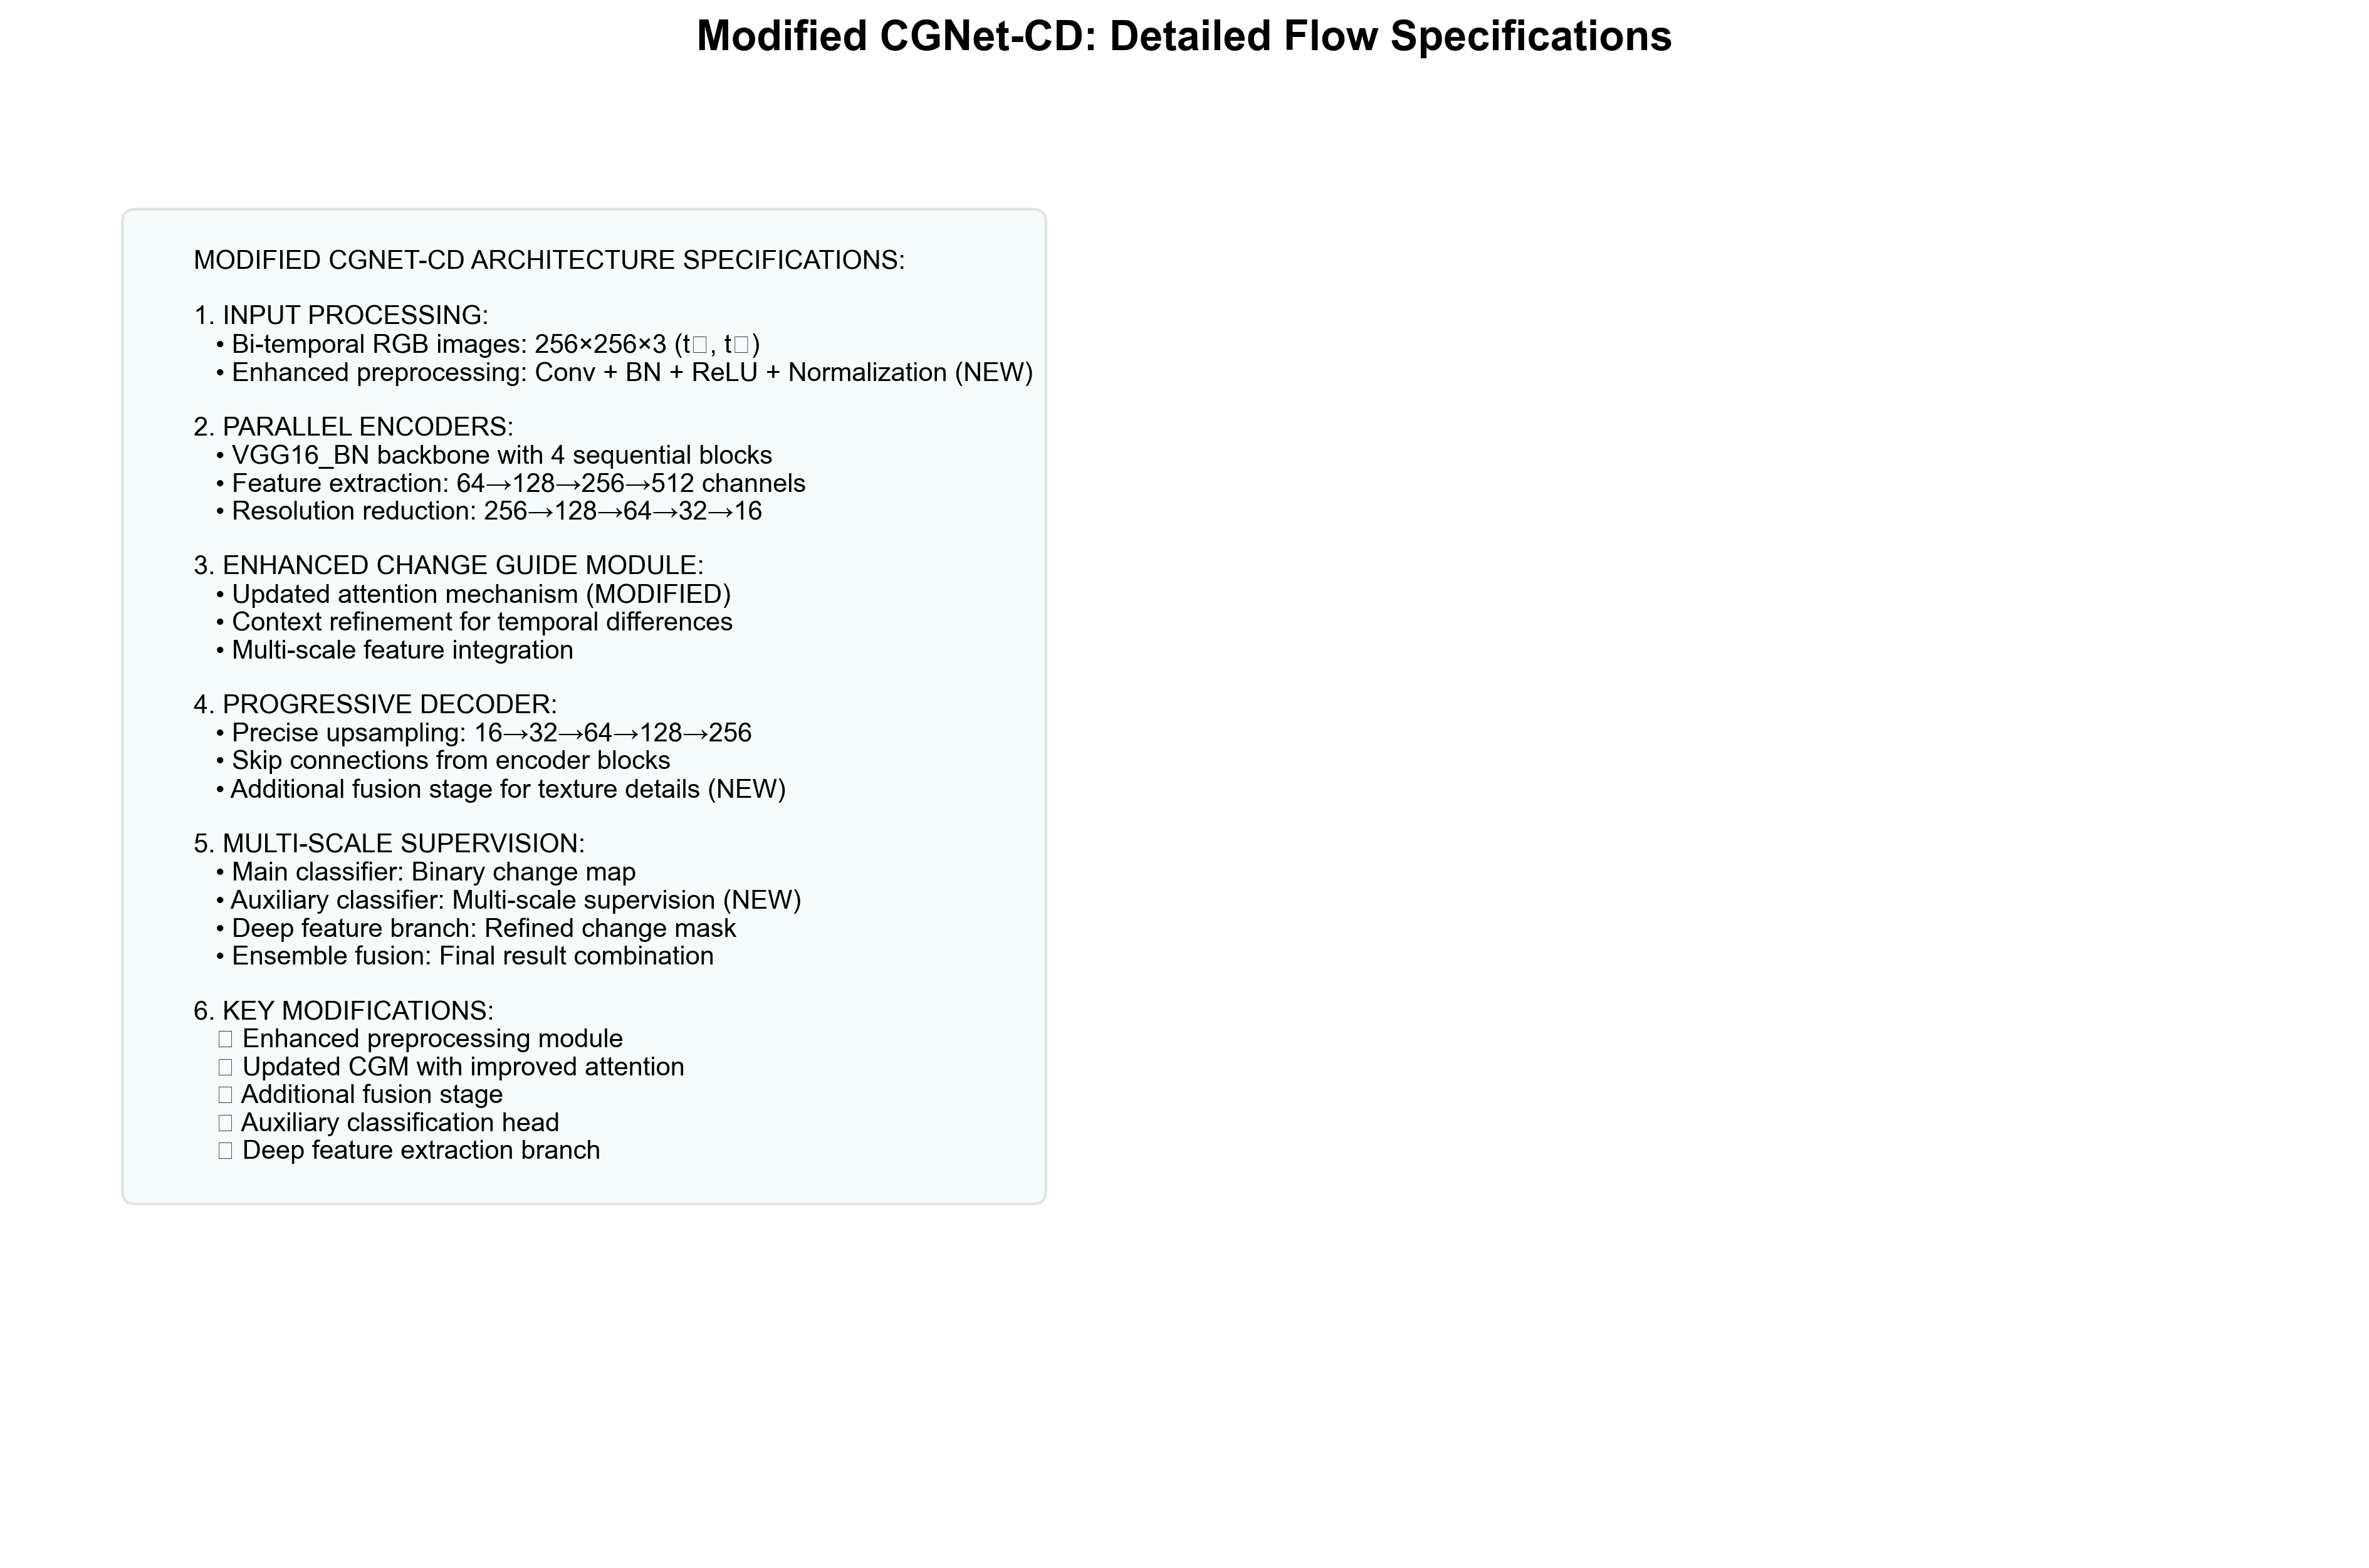 Modified CGNet-CD: Detailed Flow Specifications
MODIFIED CGNET-CD ARCHITECTURE SPECIFICATIONS:
1. INPUT PROCESSING:
• Bi-temporal RGB images: 256×256×3 (t□, t□)
• Enhanced preprocessing: Conv + BN + ReLU + Normalization (NEW)
2. PARALLEL ENCODERS:
• VGG16_BN backbone with 4 sequential blocks
• Feature extraction: 64→128→256→512 channels
• Resolution reduction: 256→128→64→32→16
3. ENHANCED CHANGE GUIDE MODULE:
• Updated attention mechanism (MODIFIED)
• Context refinement for temporal differences
• Multi-scale feature integration
4. PROGRESSIVE DECODER:
• Precise upsampling: 16→32→64→128→256
• Skip connections from encoder blocks
• Additional fusion stage for texture details (NEW)
5. MULTI-SCALE SUPERVISION:
• Main classifier: Binary change map
• Auxiliary classifier: Multi-scale supervision (NEW)
• Deep feature branch: Refined change mask
• Ensemble fusion: Final result combination
6. KEY MODIFICATIONS:
□ Enhanced preprocessing module
□ Updated CGM with improved attention
□ Additional fusion stage
□ Auxiliary classification head
□ Deep feature extraction branch